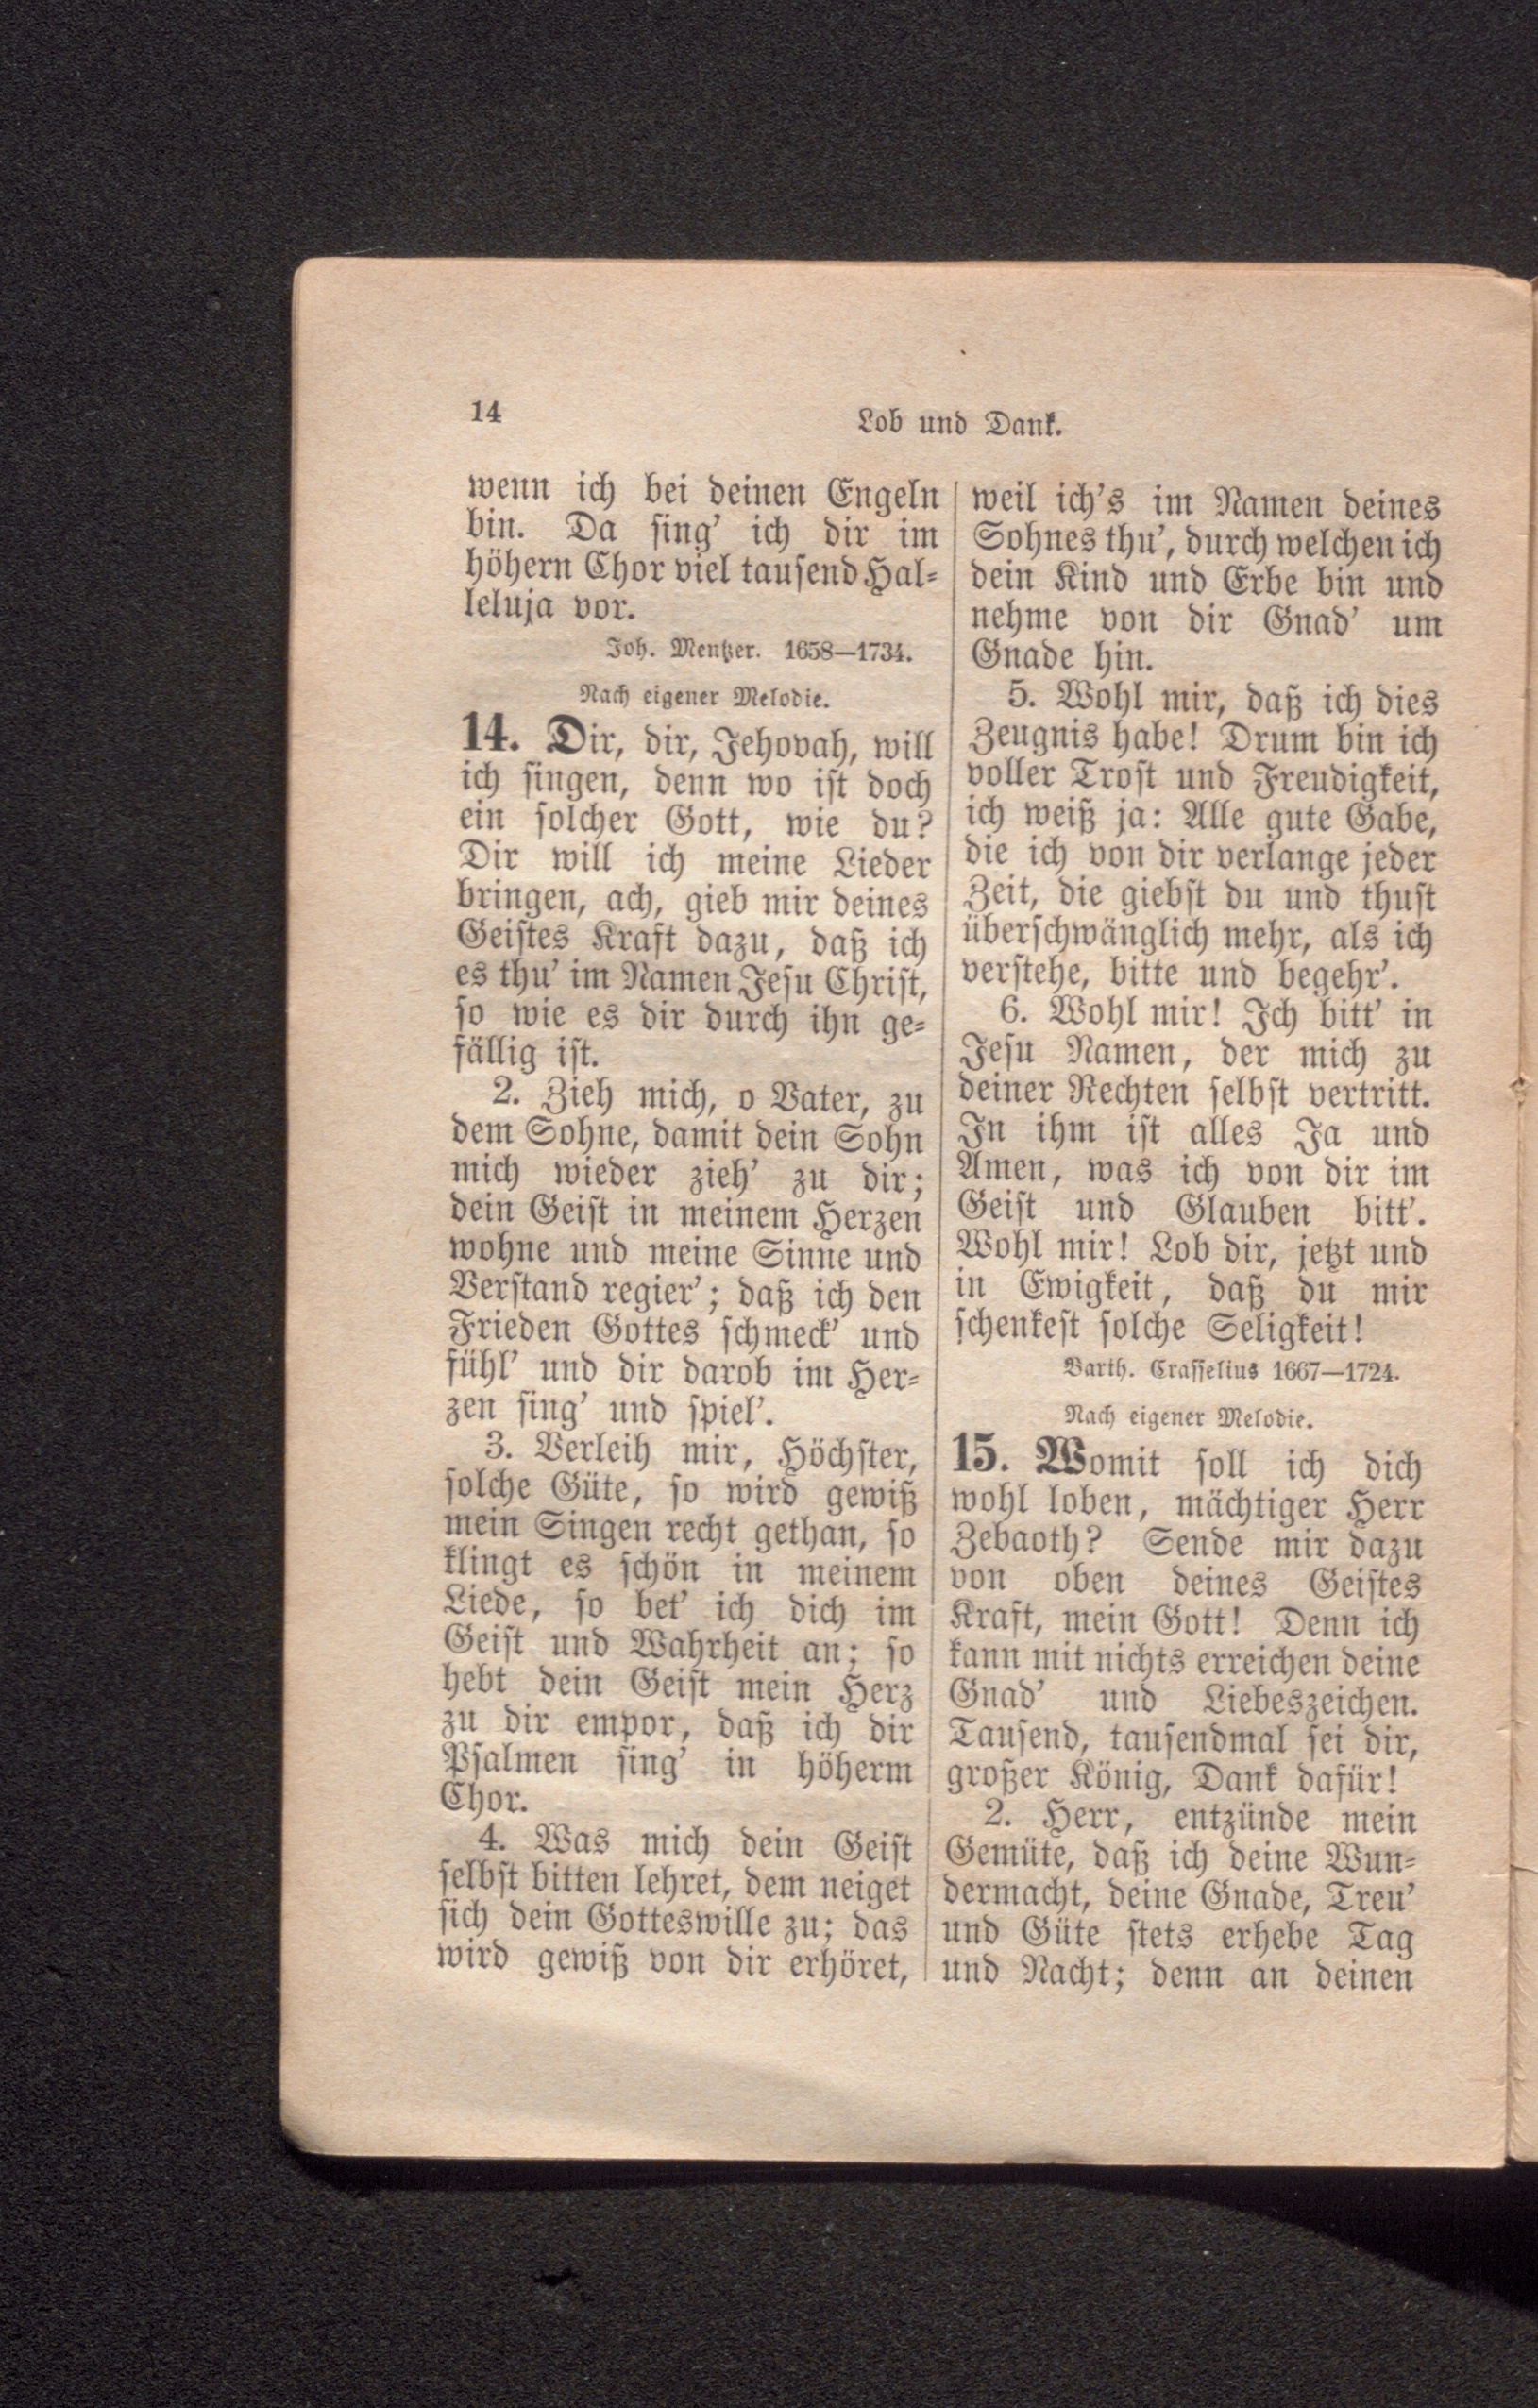 14
Lob und Dank.
wenn ich bei deinen Engeln
bin. Da sing' ich dir im
höhern Chor viel tausend Hal-
leluja vor.
Joh. Mentzer. 1658—1734.
Nach eigener Melodie.
14. Dir, dir, Jehovah, will
ich singen, denn wo ist doch
ein solcher Gott, wie du?
Dir will ich meine Lieder
bringen, ach, gieb mir deines
Geistes Kraft dazu, daß ich
es thu' im Namen Jesu Christ,
so wie es dir durch ihn ge-
fällig ist.
2. Zieh mich, o Vater, zu
dem Sohne, damit dein Sohn
mich wieder zieh' zu dir;
dein Geist in meinem Herzen
wohne und meine Sinne und
Verstand regier'; daß ich den
Frieden Gottes schmeck' und
fühl' und dir darob im Her-
zen sing' und spiel'.
3. Verleih mir, Höchster,
solche Güte, so wird gewiß
mein Singen recht gethan, so
klingt es schön in meinem
Liede, so bet' ich dich im
Geist und Wahrheit an; so
hebt dein Geist mein Herz
zu dir empor, daß ich dir
Psalmen sing' in höherm
Chor.
4. Was mich dein Geist
selbst bitten lehret, dem neiget
sich dein Gotteswille zu; das
wird gewiß von dir erhöret,
weil ich's im Namen deines
Sohnes thu', durch welchen ich
dein Kind und Erbe bin und
nehme von dir Gnad' um
Gnade hin.
5. Wohl mir, daß ich dies
Zeugnis habe! Drum bin ich
voller Trost und Freudigkeit,
ich weiß ja: Alle gute Gabe,
die ich von dir verlange jeder
Zeit, die giebst du und thust
überschwänglich mehr, als ich
verstehe, bitte und begehr'.
6. Wohl mir! Ich bitt' in
Jesu Namen, der mich zu
deiner Rechten selbst vertritt.
In ihm ist alles Ja und
Amen, was ich von dir im
Geist und Glauben bitt'.
Wohl mir! Lob dir, jetzt und
in Ewigkeit, daß du mir
schenkest solche Seligkeit!
Barth. Crasselius 1667—1724.
Nach eigener Melodie.
15. Womit soll ich dich
wohl loben, mächtiger Herr
Zebaoth? Sende mir dazu
von oben deines Geistes
Kraft, mein Gott! Denn ich
kann mit nichts erreichen deine
Gnad' und Liebeszeichen.
Tausend, tausendmal sei dir,
großer König, Dank dafür!
2. Herr, entzünde mein
Gemüte, daß ich deine Wun-
dermacht, deine Gnade, Treu'
und Güte stets erhebe Tag
und Nacht; denn an deinen